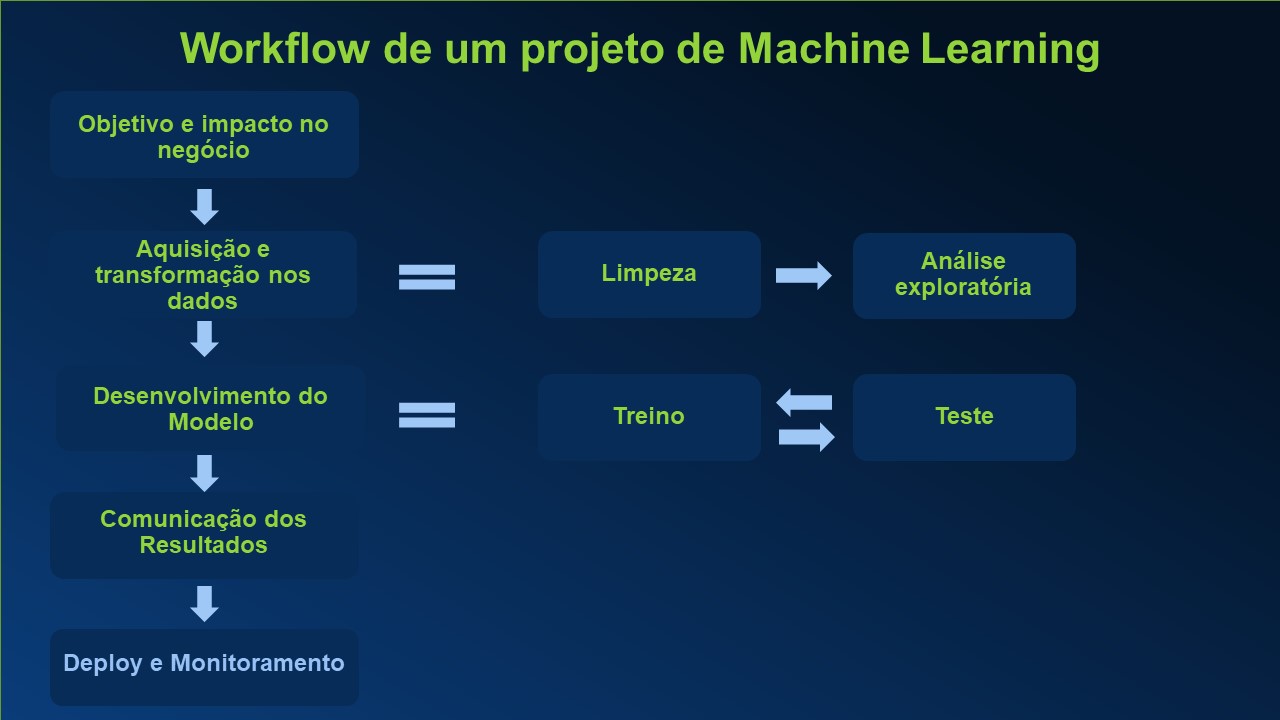 Workflow de um projeto de Machine Learning
Objetivo e impacto no
negócio
Aquisição e
transformação nos
dados
Limpeza
Análise
exploratória
Desenvolvimento do
Modelo
Treino
Teste
Comunicação dos
Resultados
Deploy e Monitoramento